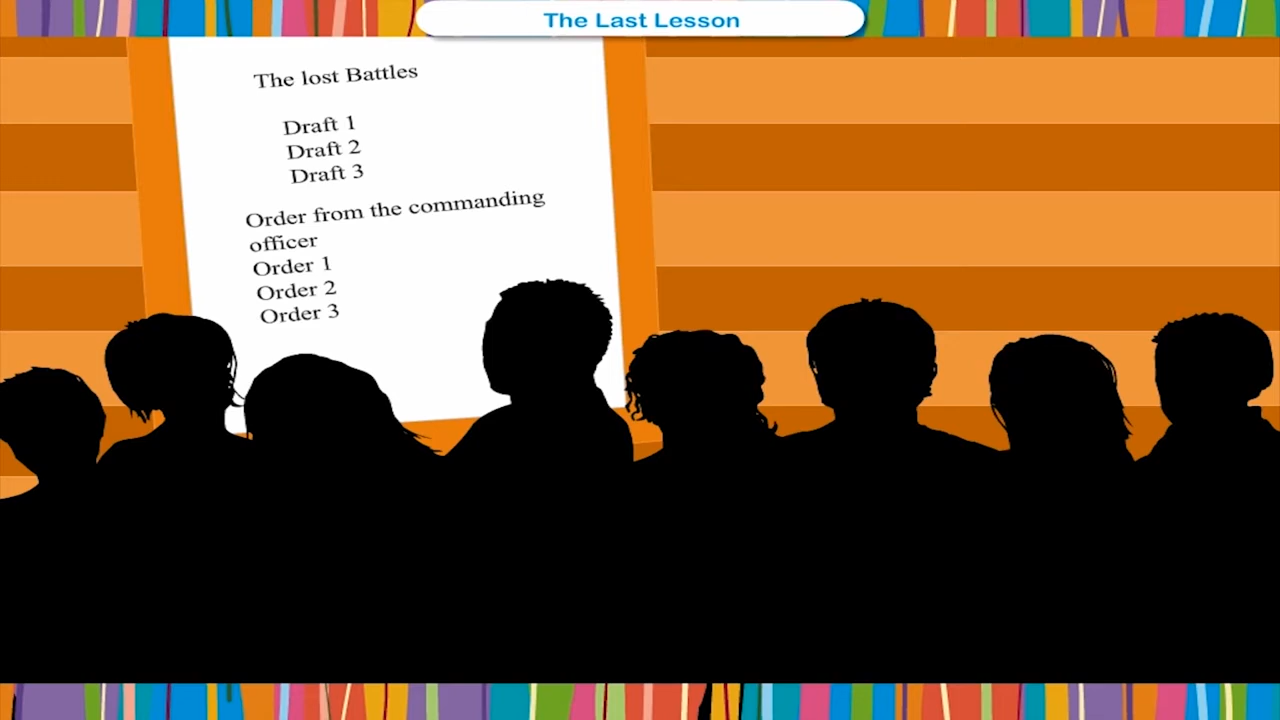 The Last Lesson
The lost Battles
Draft 1
Draft 2
Draft 3
Order from the commanding
officer
Order 1
Order 2
Order 3